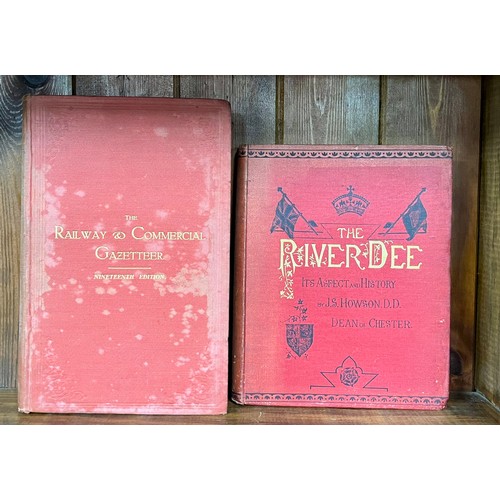 THE
RAILWAY & COMMERCIAL
GAZETTEER
NINETEENTH EDITION.
THE
RIVER DEE
ITS ASPECT AND HISTORY
BY J.S. HOWSON. D.D.
DEAN OF CHESTER